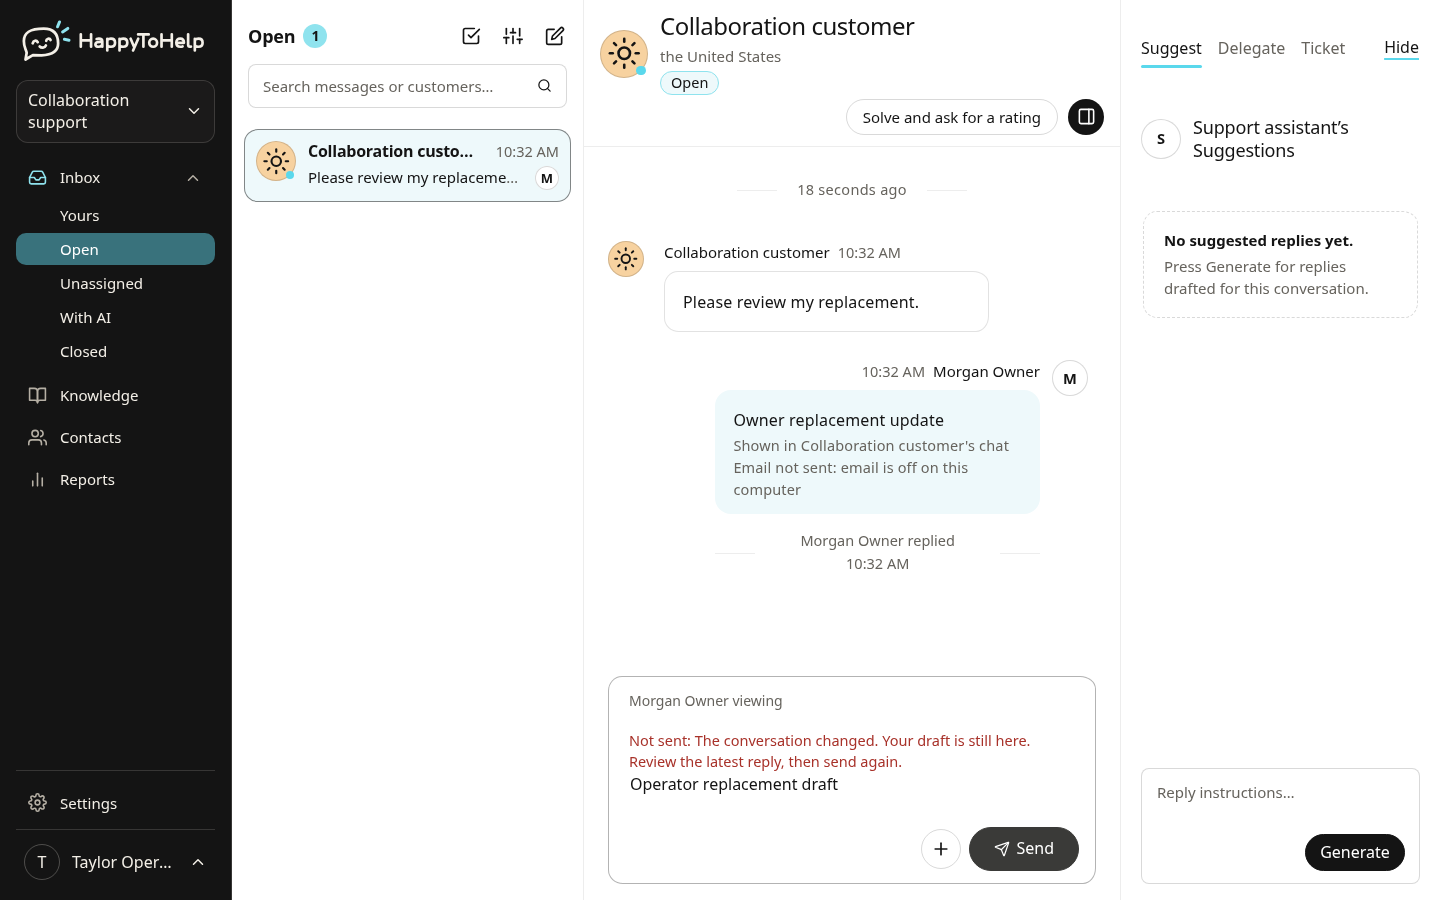 HappyToHelp
Collaboration
support
Inbox
Yours
Open
Unassigned
With AI
Closed
Knowledge
Contacts
Reports
Settings
T
Taylor Oper...
Open 1
Search messages or customers...
Collaboration custo... 10:32 AM
Please review my replaceme... M
Collaboration customer
the United States
Open
Solve and ask for a rating
18 seconds ago
Collaboration customer 10:32 AM
Please review my replacement.
10:32 AM Morgan Owner
M
Owner replacement update
Shown in Collaboration customer's chat
Email not sent: email is off on this
computer
Morgan Owner replied
10:32 AM
Morgan Owner viewing
Not sent: The conversation changed. Your draft is still here.
Review the latest reply, then send again.
Operator replacement draft
Send
Suggest Delegate Ticket Hide
S
Support assistant’s
Suggestions
No suggested replies yet.
Press Generate for replies
drafted for this conversation.
Reply instructions...
Generate